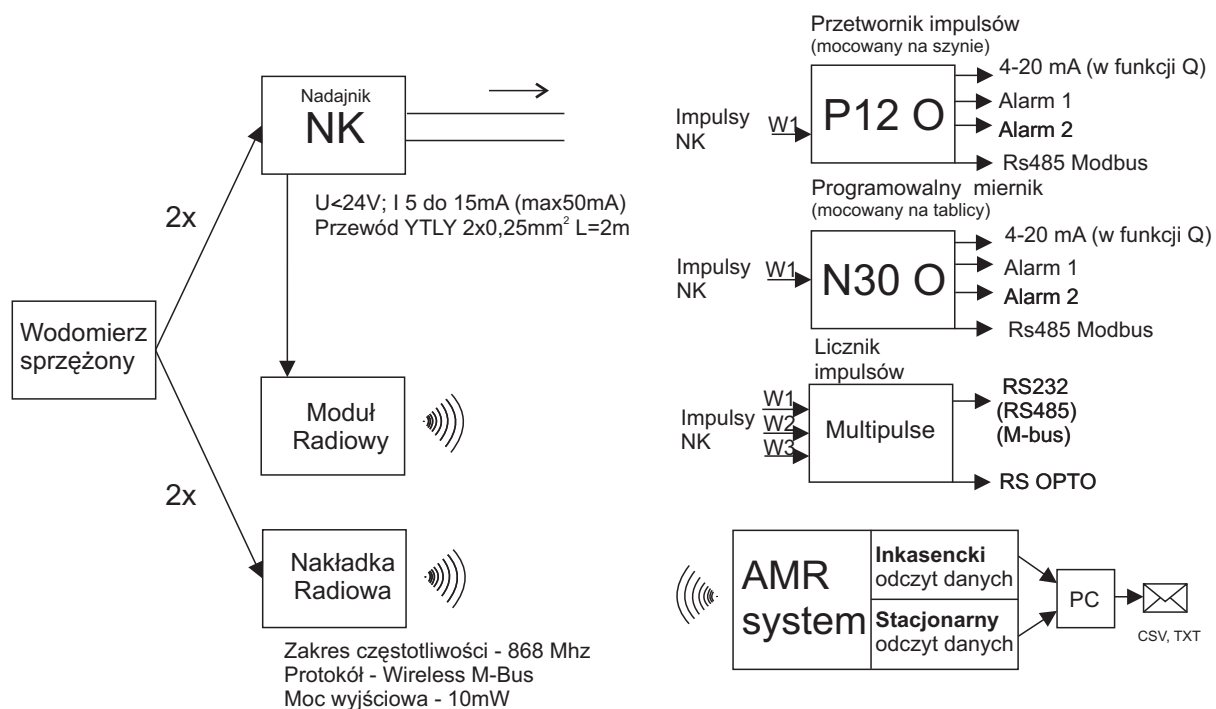 Nadajnik
NK
2x
U<24V; I 5 do 15mA (max50mA)
Przewód YTLY 2x0,25mm² L=2m
Wodomierz
sprzężony
Moduł
Radiowy
2x
Nakładka
Radiowa
Zakres częstotliwości - 868 Mhz
Protokół - Wireless M-Bus
Moc wyjściowa - 10mW
Przetwornik impulsów
(mocowany na szynie)
Impulsy
NK
W1
P12 O
4-20 mA (w funkcji Q)
Alarm 1
Alarm 2
Rs485 Modbus
Programowalny miernik
(mocowany na tablicy)
Impulsy
NK
W1
N30 O
4-20 mA (w funkcji Q)
Alarm 1
Alarm 2
Rs485 Modbus
Licznik
impulsów
Impulsy
NK
W1
W2
W3
Multipulse
RS232
(RS485)
(M-bus)
RS OPTO
AMR
system
Inkasencki
odczyt danych
Stacjonarny
odczyt danych
PC
CSV, TXT